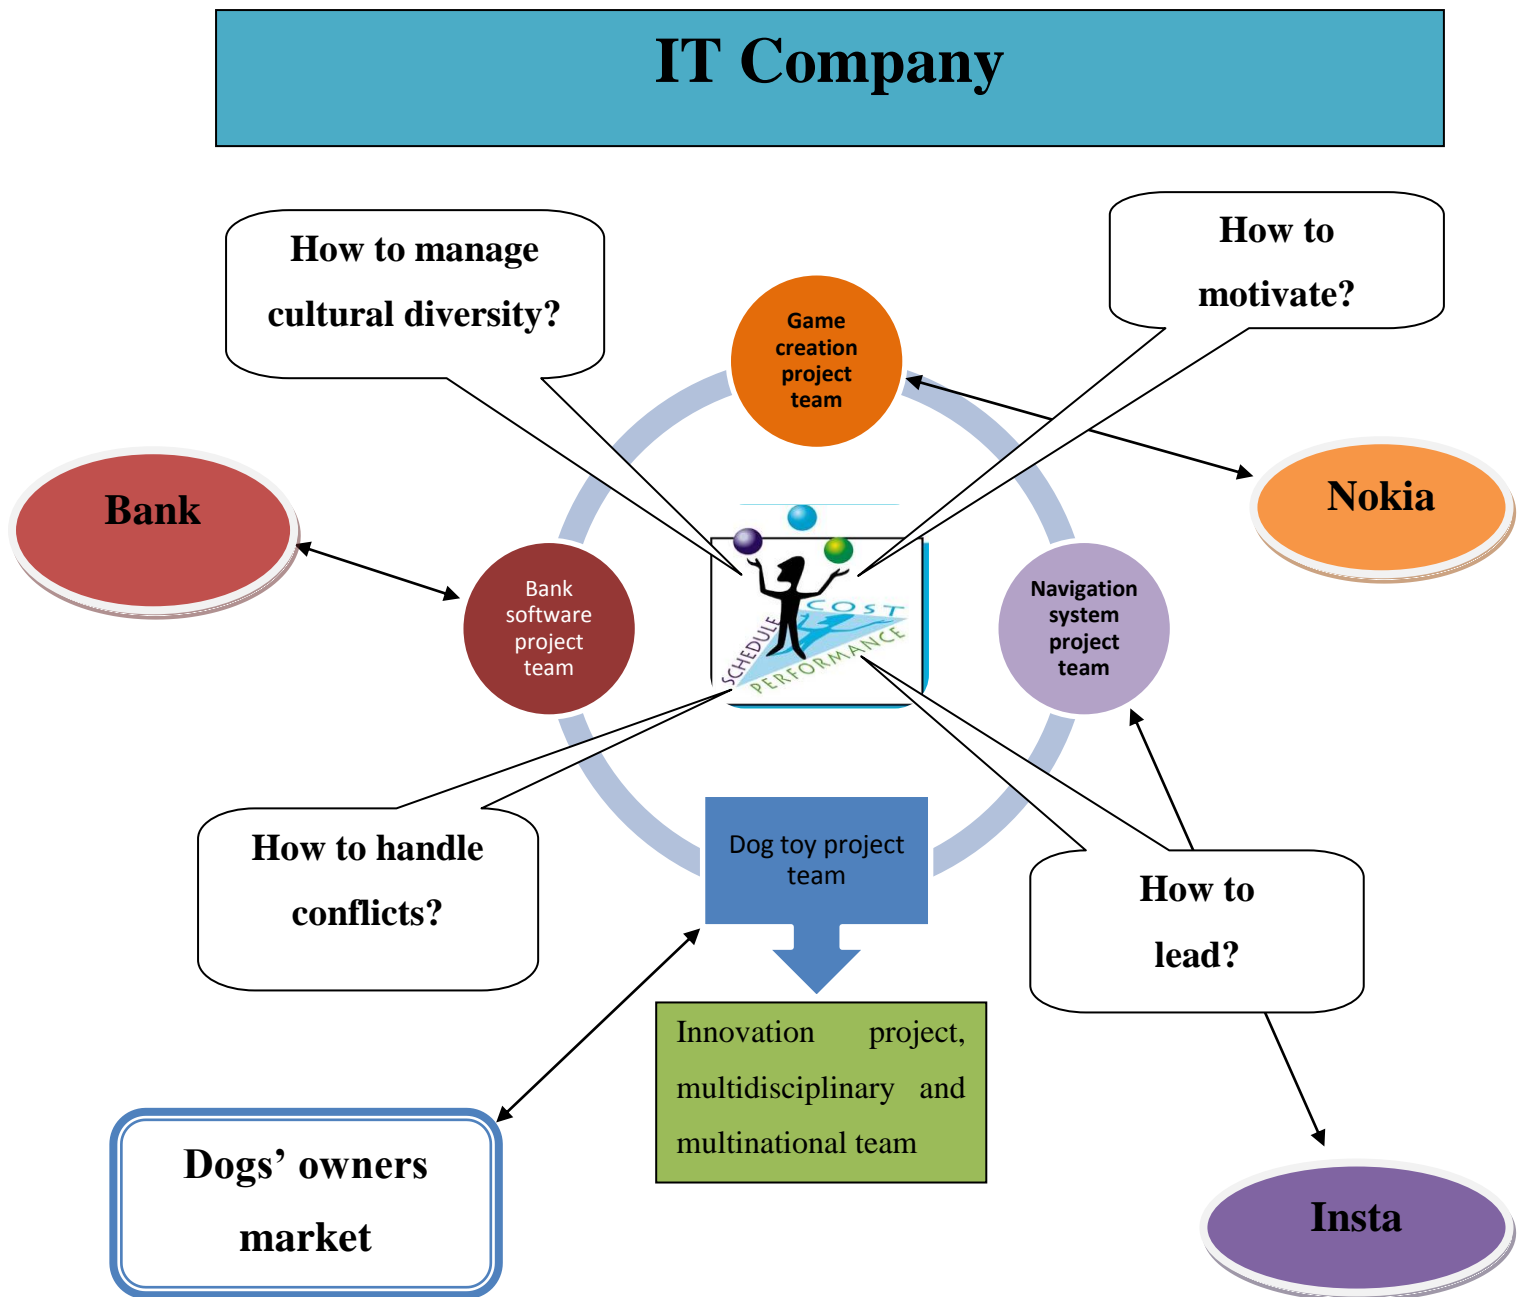 IT Company
How to manage
cultural diversity?
How to
motivate?
Game
creation
project
team
Bank
Nokia
Bank
software
project
team
COST
SCHEDULE
PERFORMANCE
Navigation
system
project
team
How to handle
conflicts?
Dog toy project
team
How to
lead?
Innovation project,
multidisciplinary and
multinational team
Dogs’ owners
market
Insta